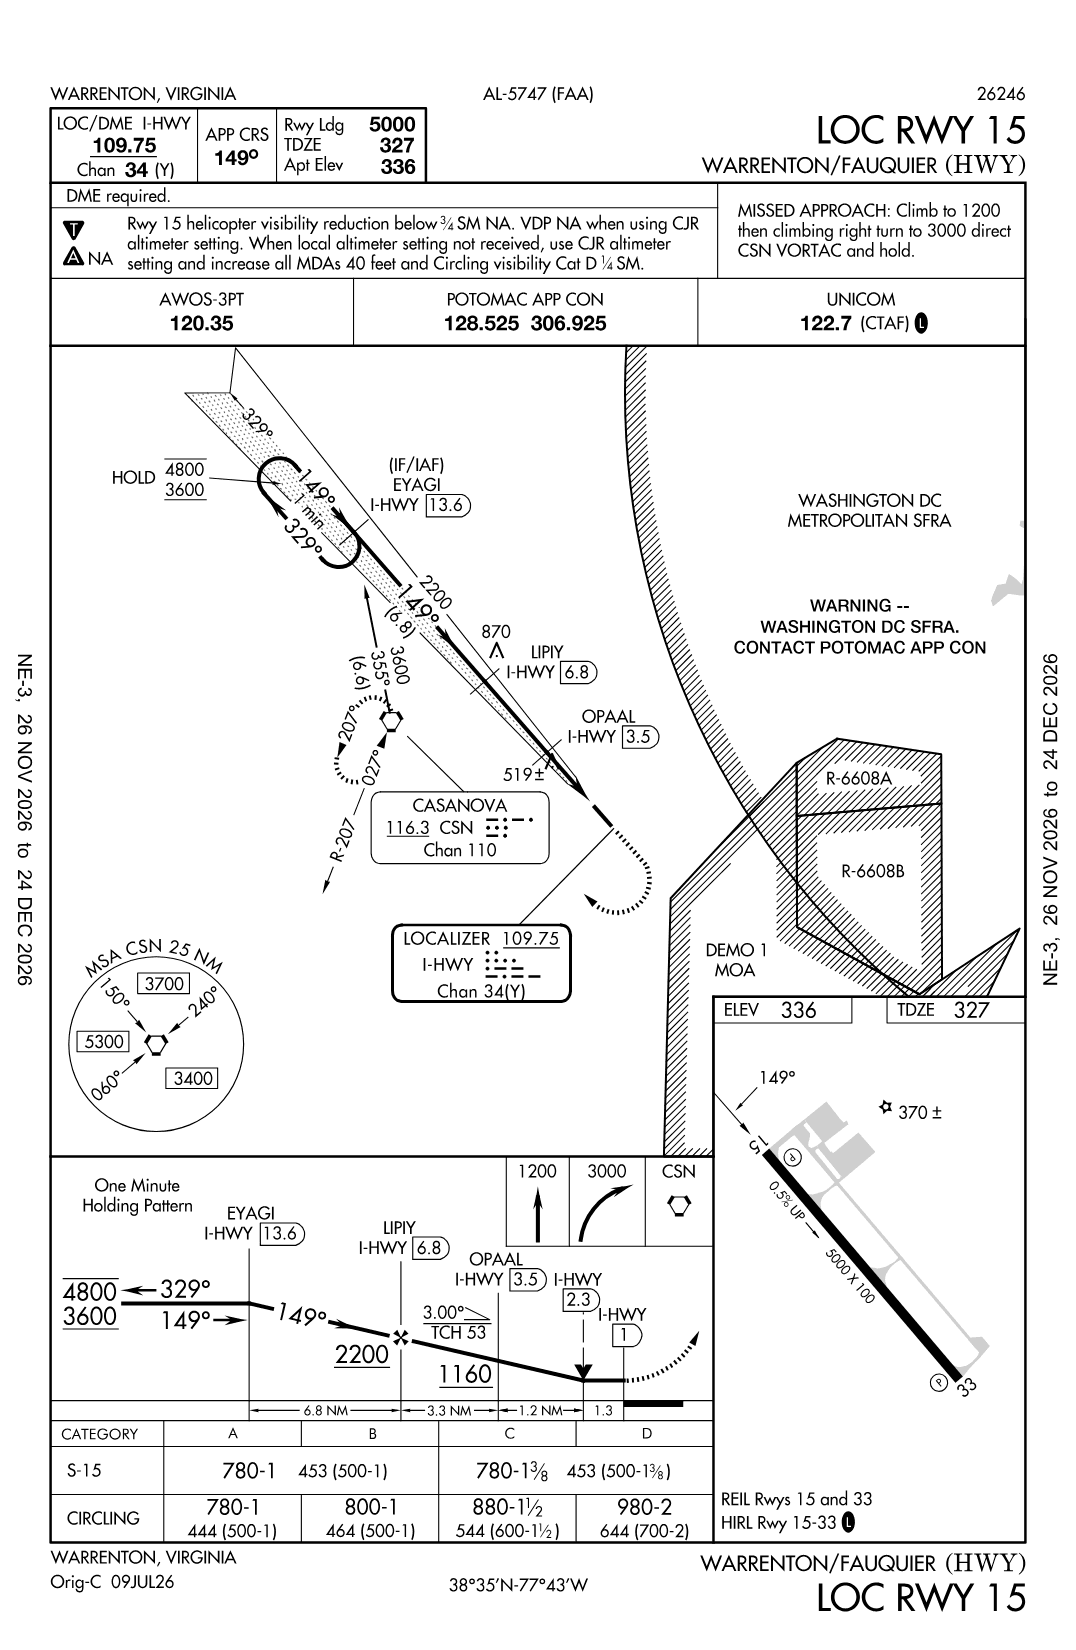 WARRENTON, VIRGINIA
AL-5747 (FAA)
26246
LOC/DME I-HWY
109.75
Chan 34 (Y)
APP CRS
149°
Rwy Ldg 5000
TDZE 327
Apt Elev 336
LOC RWY 15
WARRENTON/FAUQUIER (HWY)
DME required.
T
A NA
Rwy 15 helicopter visibility reduction below ¾ SM NA. VDP NA when using CJR
altimeter setting. When local altimeter setting not received, use CJR altimeter
setting and increase all MDAs 40 feet and Circling visibility Cat D ¼ SM.
MISSED APPROACH: Climb to 1200
then climbing right turn to 3000 direct
CSN VORTAC and hold.
AWOS-3PT
120.35
POTOMAC APP CON
128.525 306.925
UNICOM
122.7 (CTAF) L
329°
HOLD 4800
3600
149°
1 min
329°
(IF/IAF)
EYAGI
I-HWY 13.6
2200
149°
(6.8)
870
LIPIY
I-HWY 6.8
3600
355°
(6.6)
OPAAL
I-HWY 3.5
519±
207°
027°
R-207
CASANOVA
116.3 CSN
Chan 110
LOCALIZER 109.75
I-HWY
Chan 34(Y)
WASHINGTON DC
METROPOLITAN SFRA
WARNING --
WASHINGTON DC SFRA.
CONTACT POTOMAC APP CON
R-6608A
R-6608B
DEMO 1
MOA
MSA CSN 25 NM
3700
150°
240°
5300
060°
3400
NE-3, 26 NOV 2026 to 24 DEC 2026
NE-3, 26 NOV 2026 to 24 DEC 2026
ELEV 336
TDZE 327
149°
370 ±
15
P
0.5% UP
5000 X 100
P
33
REIL Rwys 15 and 33
HIRL Rwy 15-33 L
One Minute
Holding Pattern
EYAGI
I-HWY 13.6
LIPIY
I-HWY 6.8
OPAAL
I-HWY 3.5
I-HWY
2.3
I-HWY
1
1200
3000
CSN
4800
3600
329°
149°
149°
2200
3.00°
TCH 53
1160
6.8 NM
3.3 NM
1.2 NM
1.3
CATEGORY A B C D
S-15 780-1 453 (500-1) 780-1⅜ 453 (500-1⅜)
CIRCLING 780-1 800-1 880-1½ 980-2
444 (500-1) 464 (500-1) 544 (600-1½) 644 (700-2)
WARRENTON, VIRGINIA
Orig-C 09JUL26
38°35'N-77°43'W
WARRENTON/FAUQUIER (HWY)
LOC RWY 15